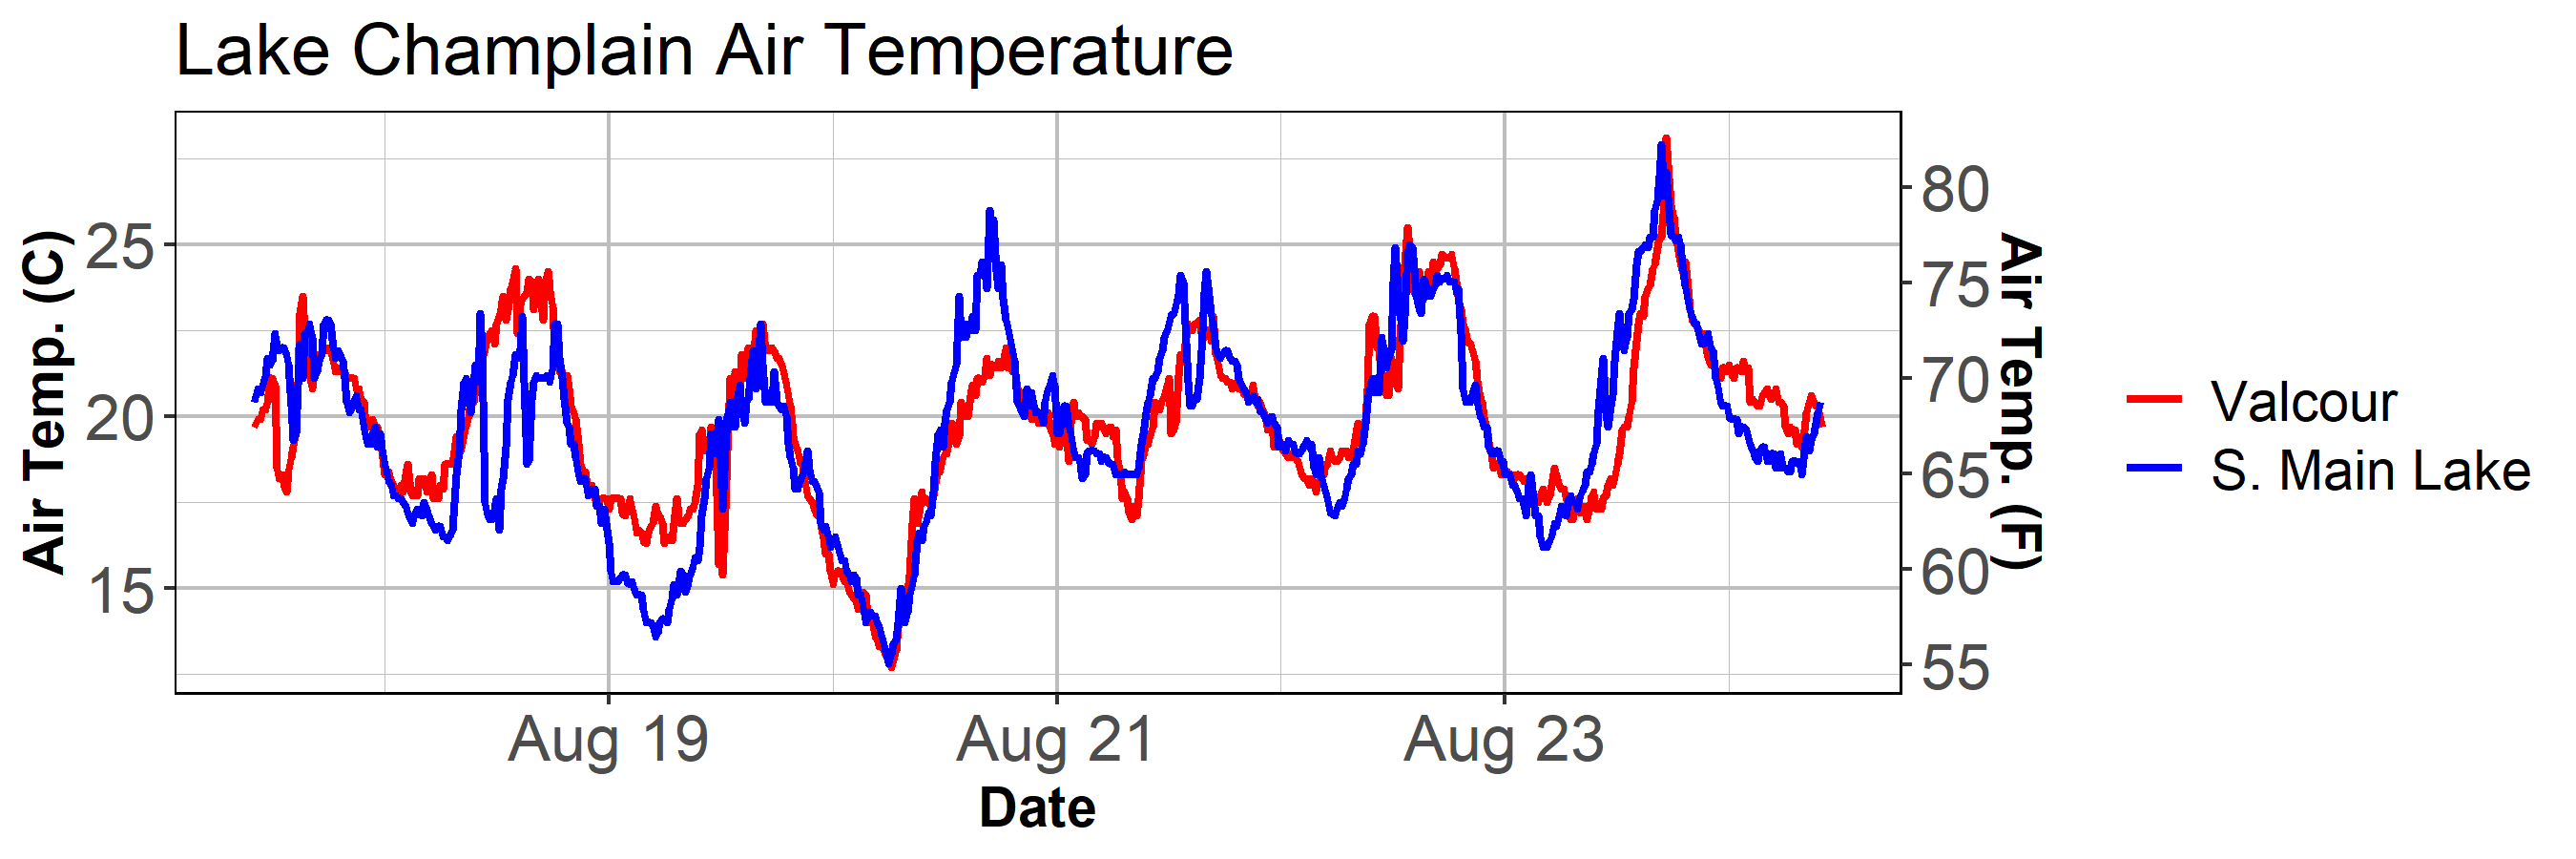 Lake Champlain Air Temperature
Air Temp. (C)
25
20
15
80
75
70
65
60
55
Air Temp. (F)
Aug 19
Aug 21
Aug 23
Date
Valcour
S. Main Lake